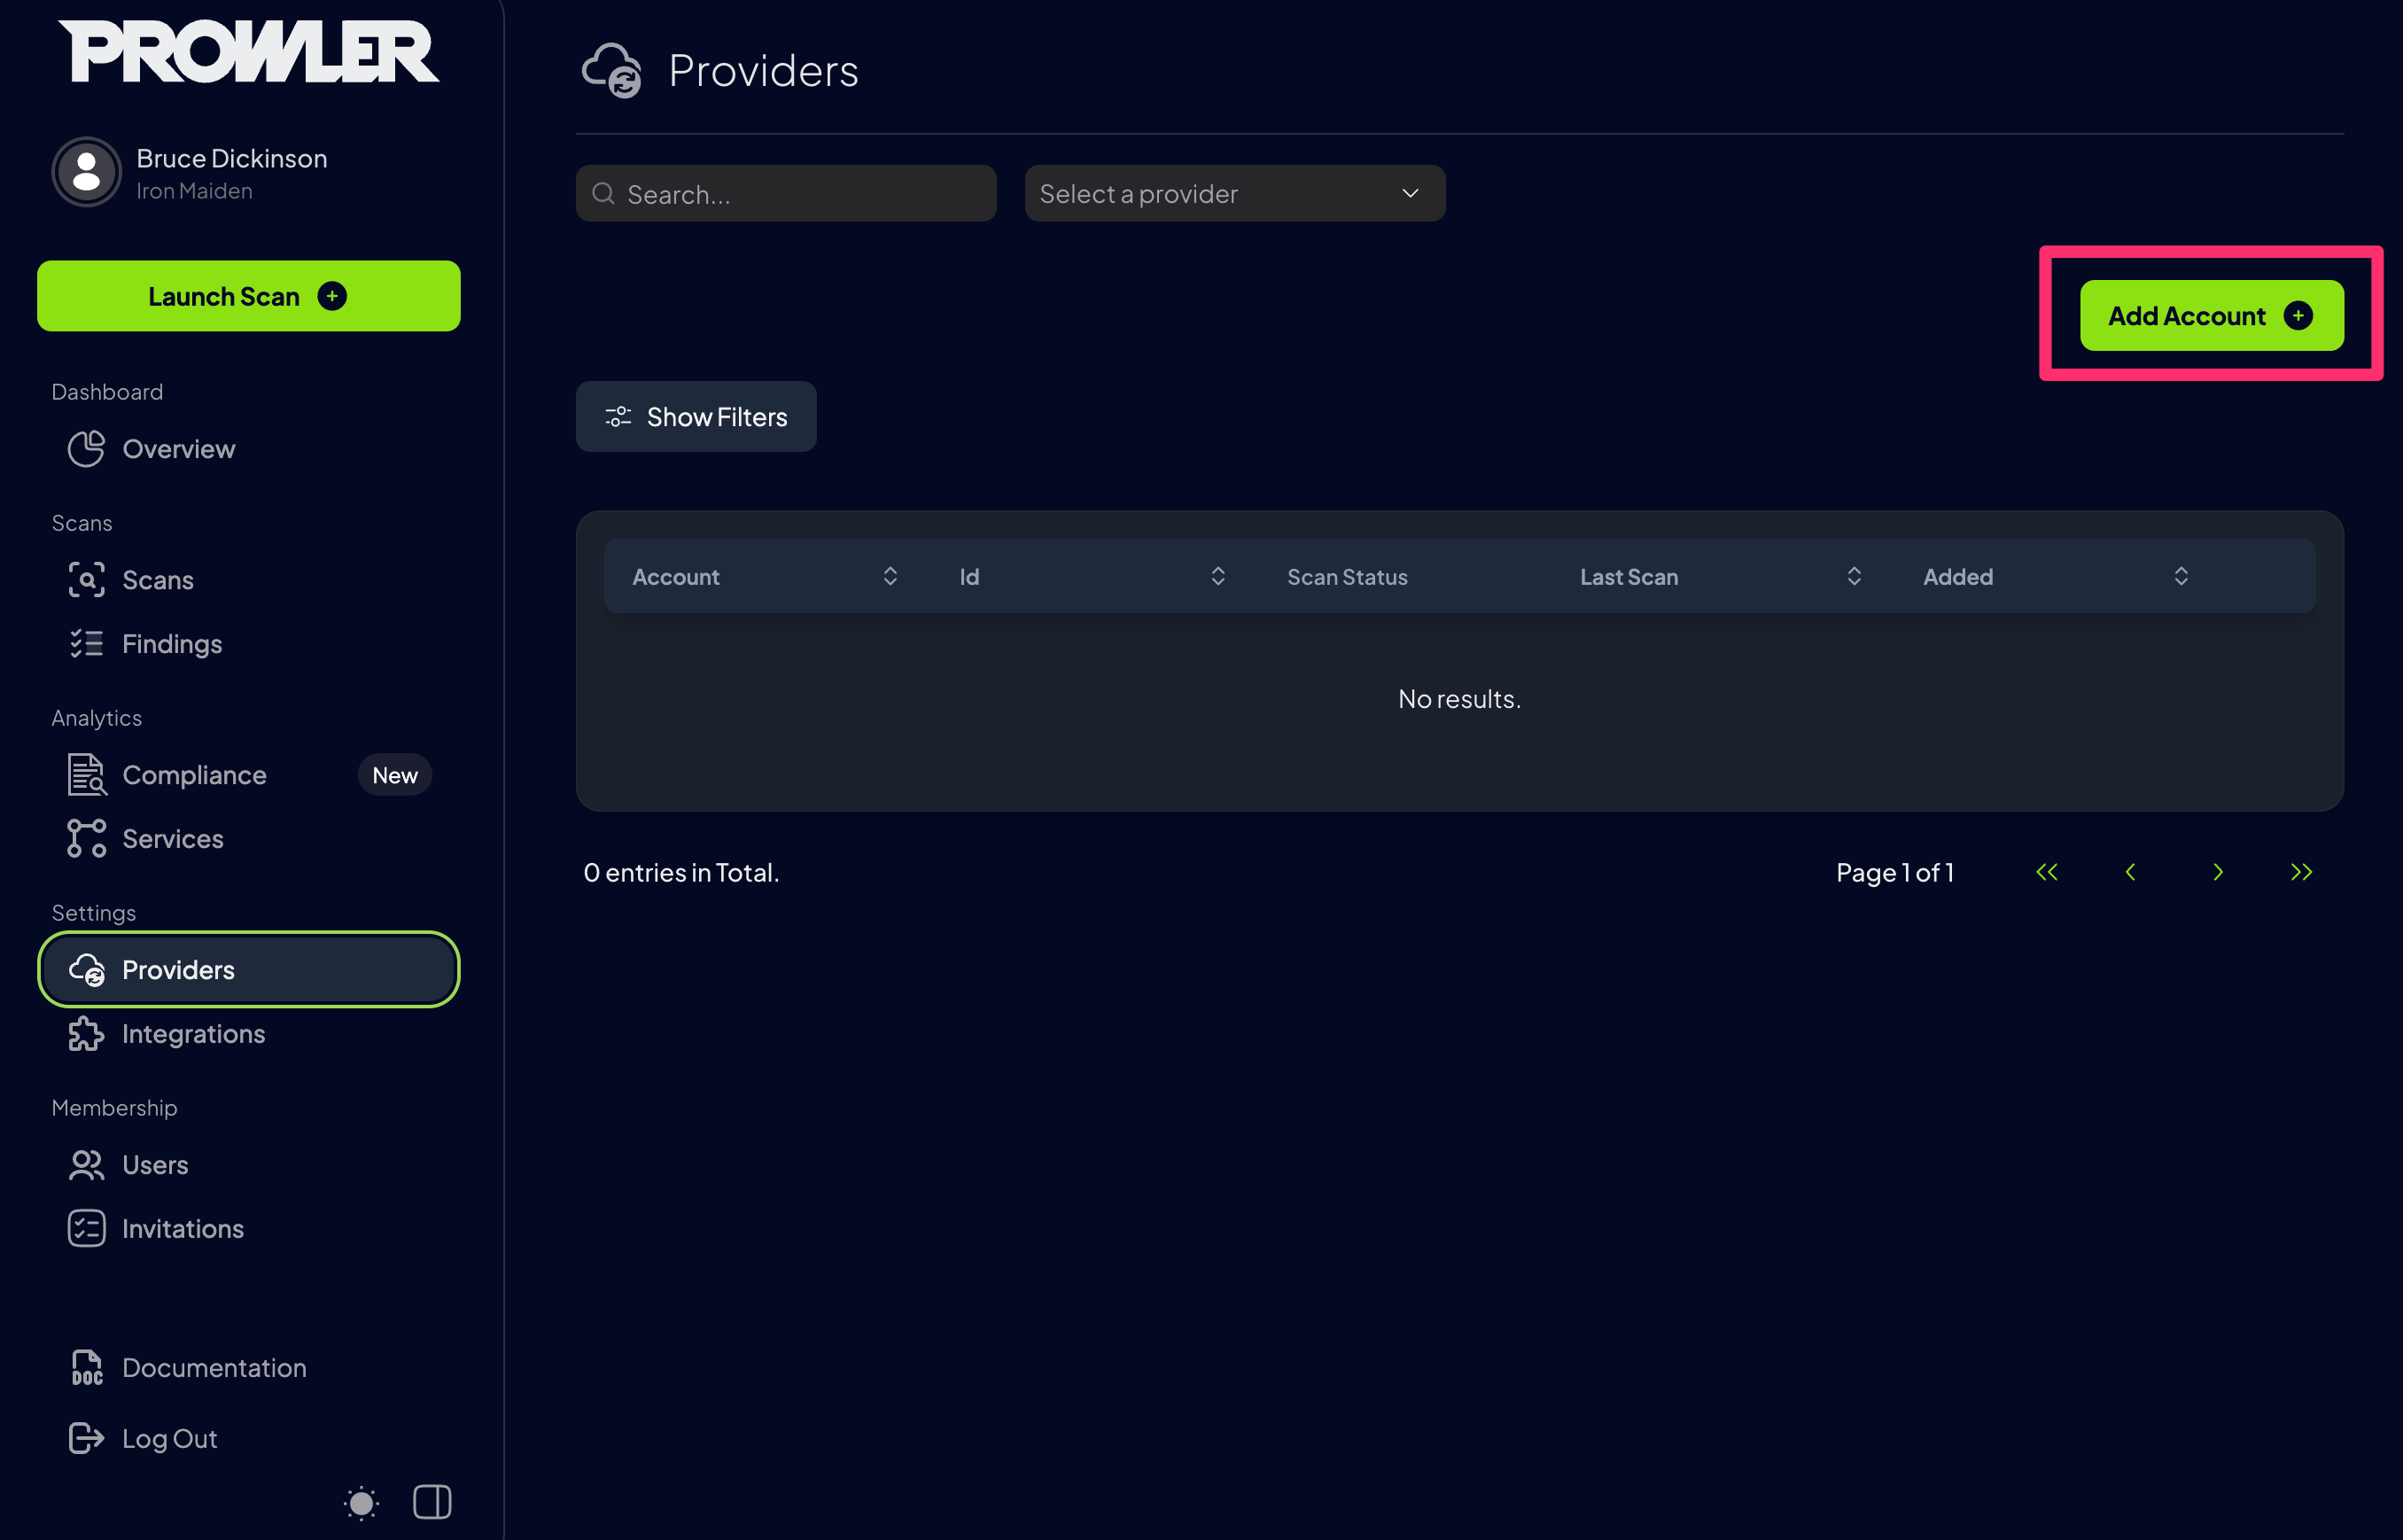 PROWLER
Bruce Dickinson
Iron Maiden
Launch Scan
Dashboard
Overview
Scans
Scans
Findings
Analytics
Compliance New
Services
Settings
Providers
Integrations
Membership
Users
Invitations
DOC Documentation
Log Out
Providers
Search... Select a provider
Add Account
Show Filters
Account Id Scan Status Last Scan Added
No results.
0 entries in Total. Page 1 of 1